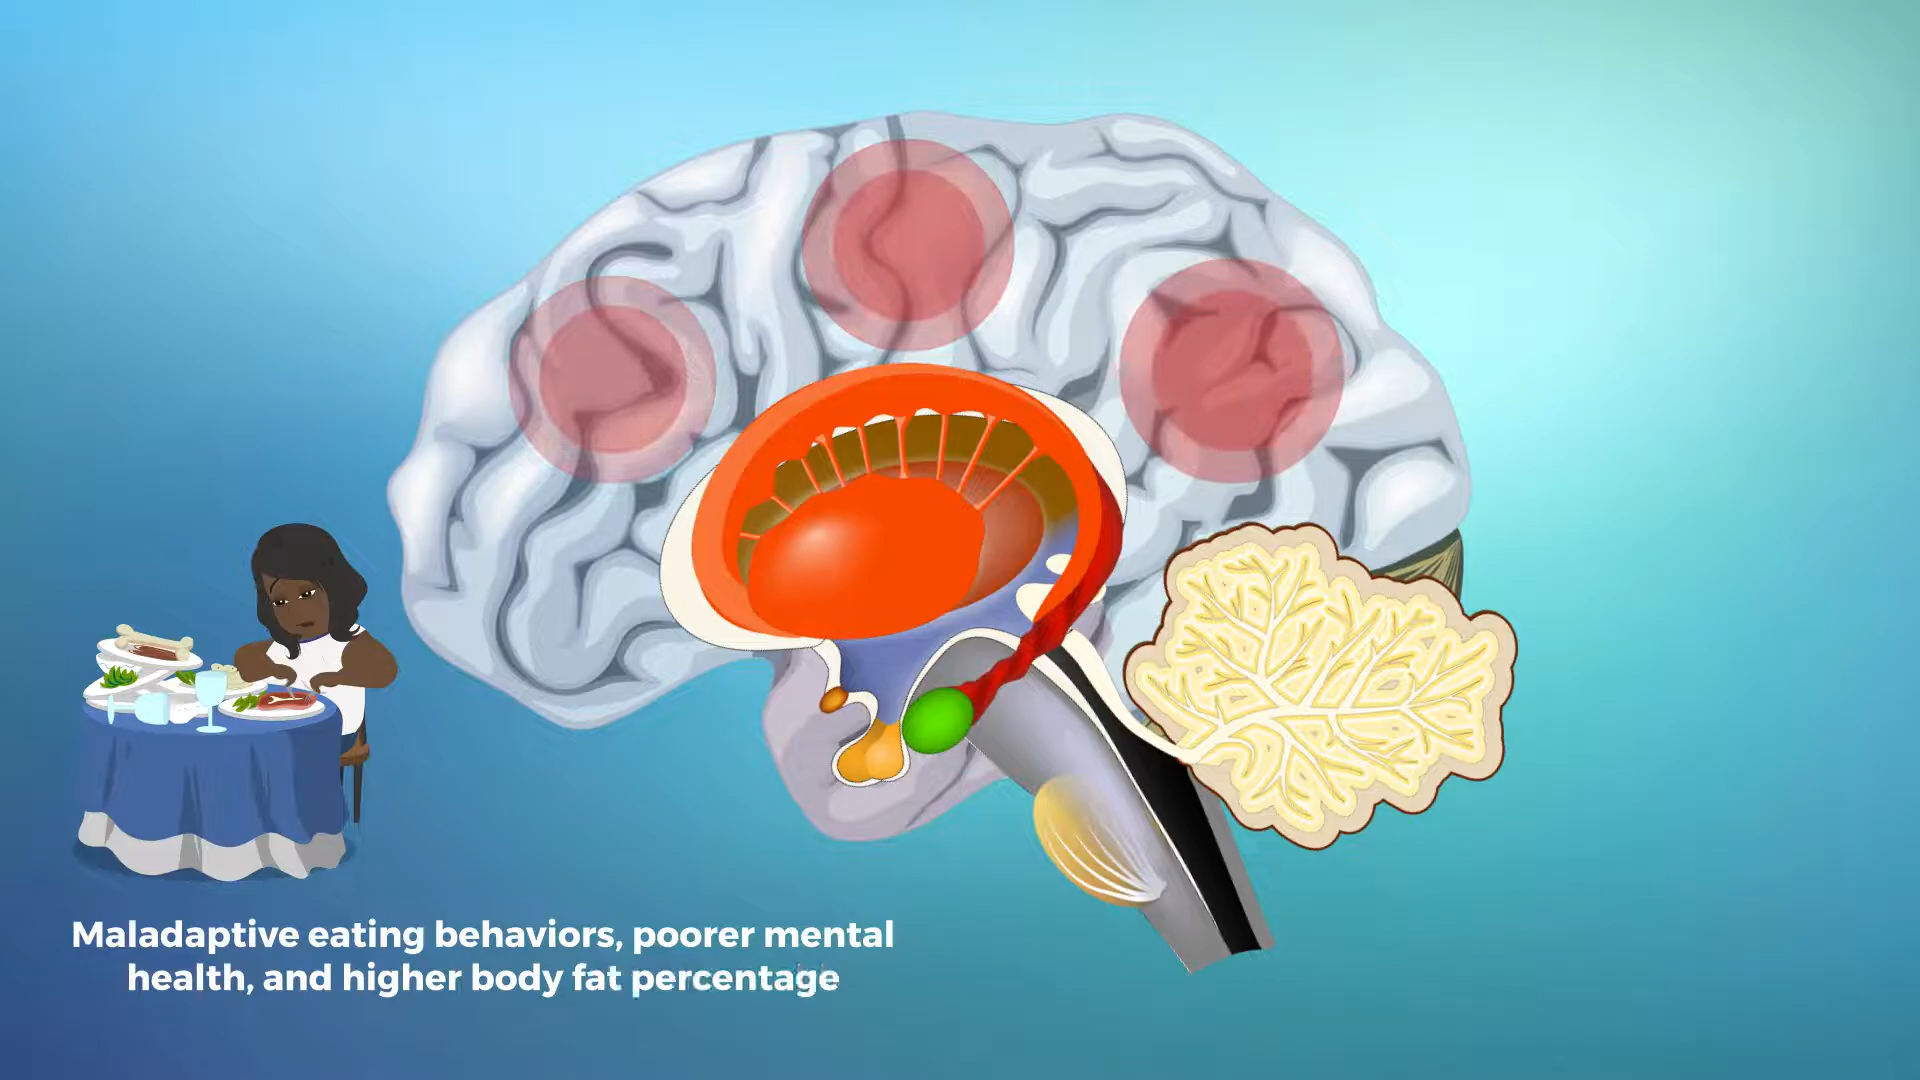 Maladaptive eating behaviors, poorer mental
health, and higher body fat percentage